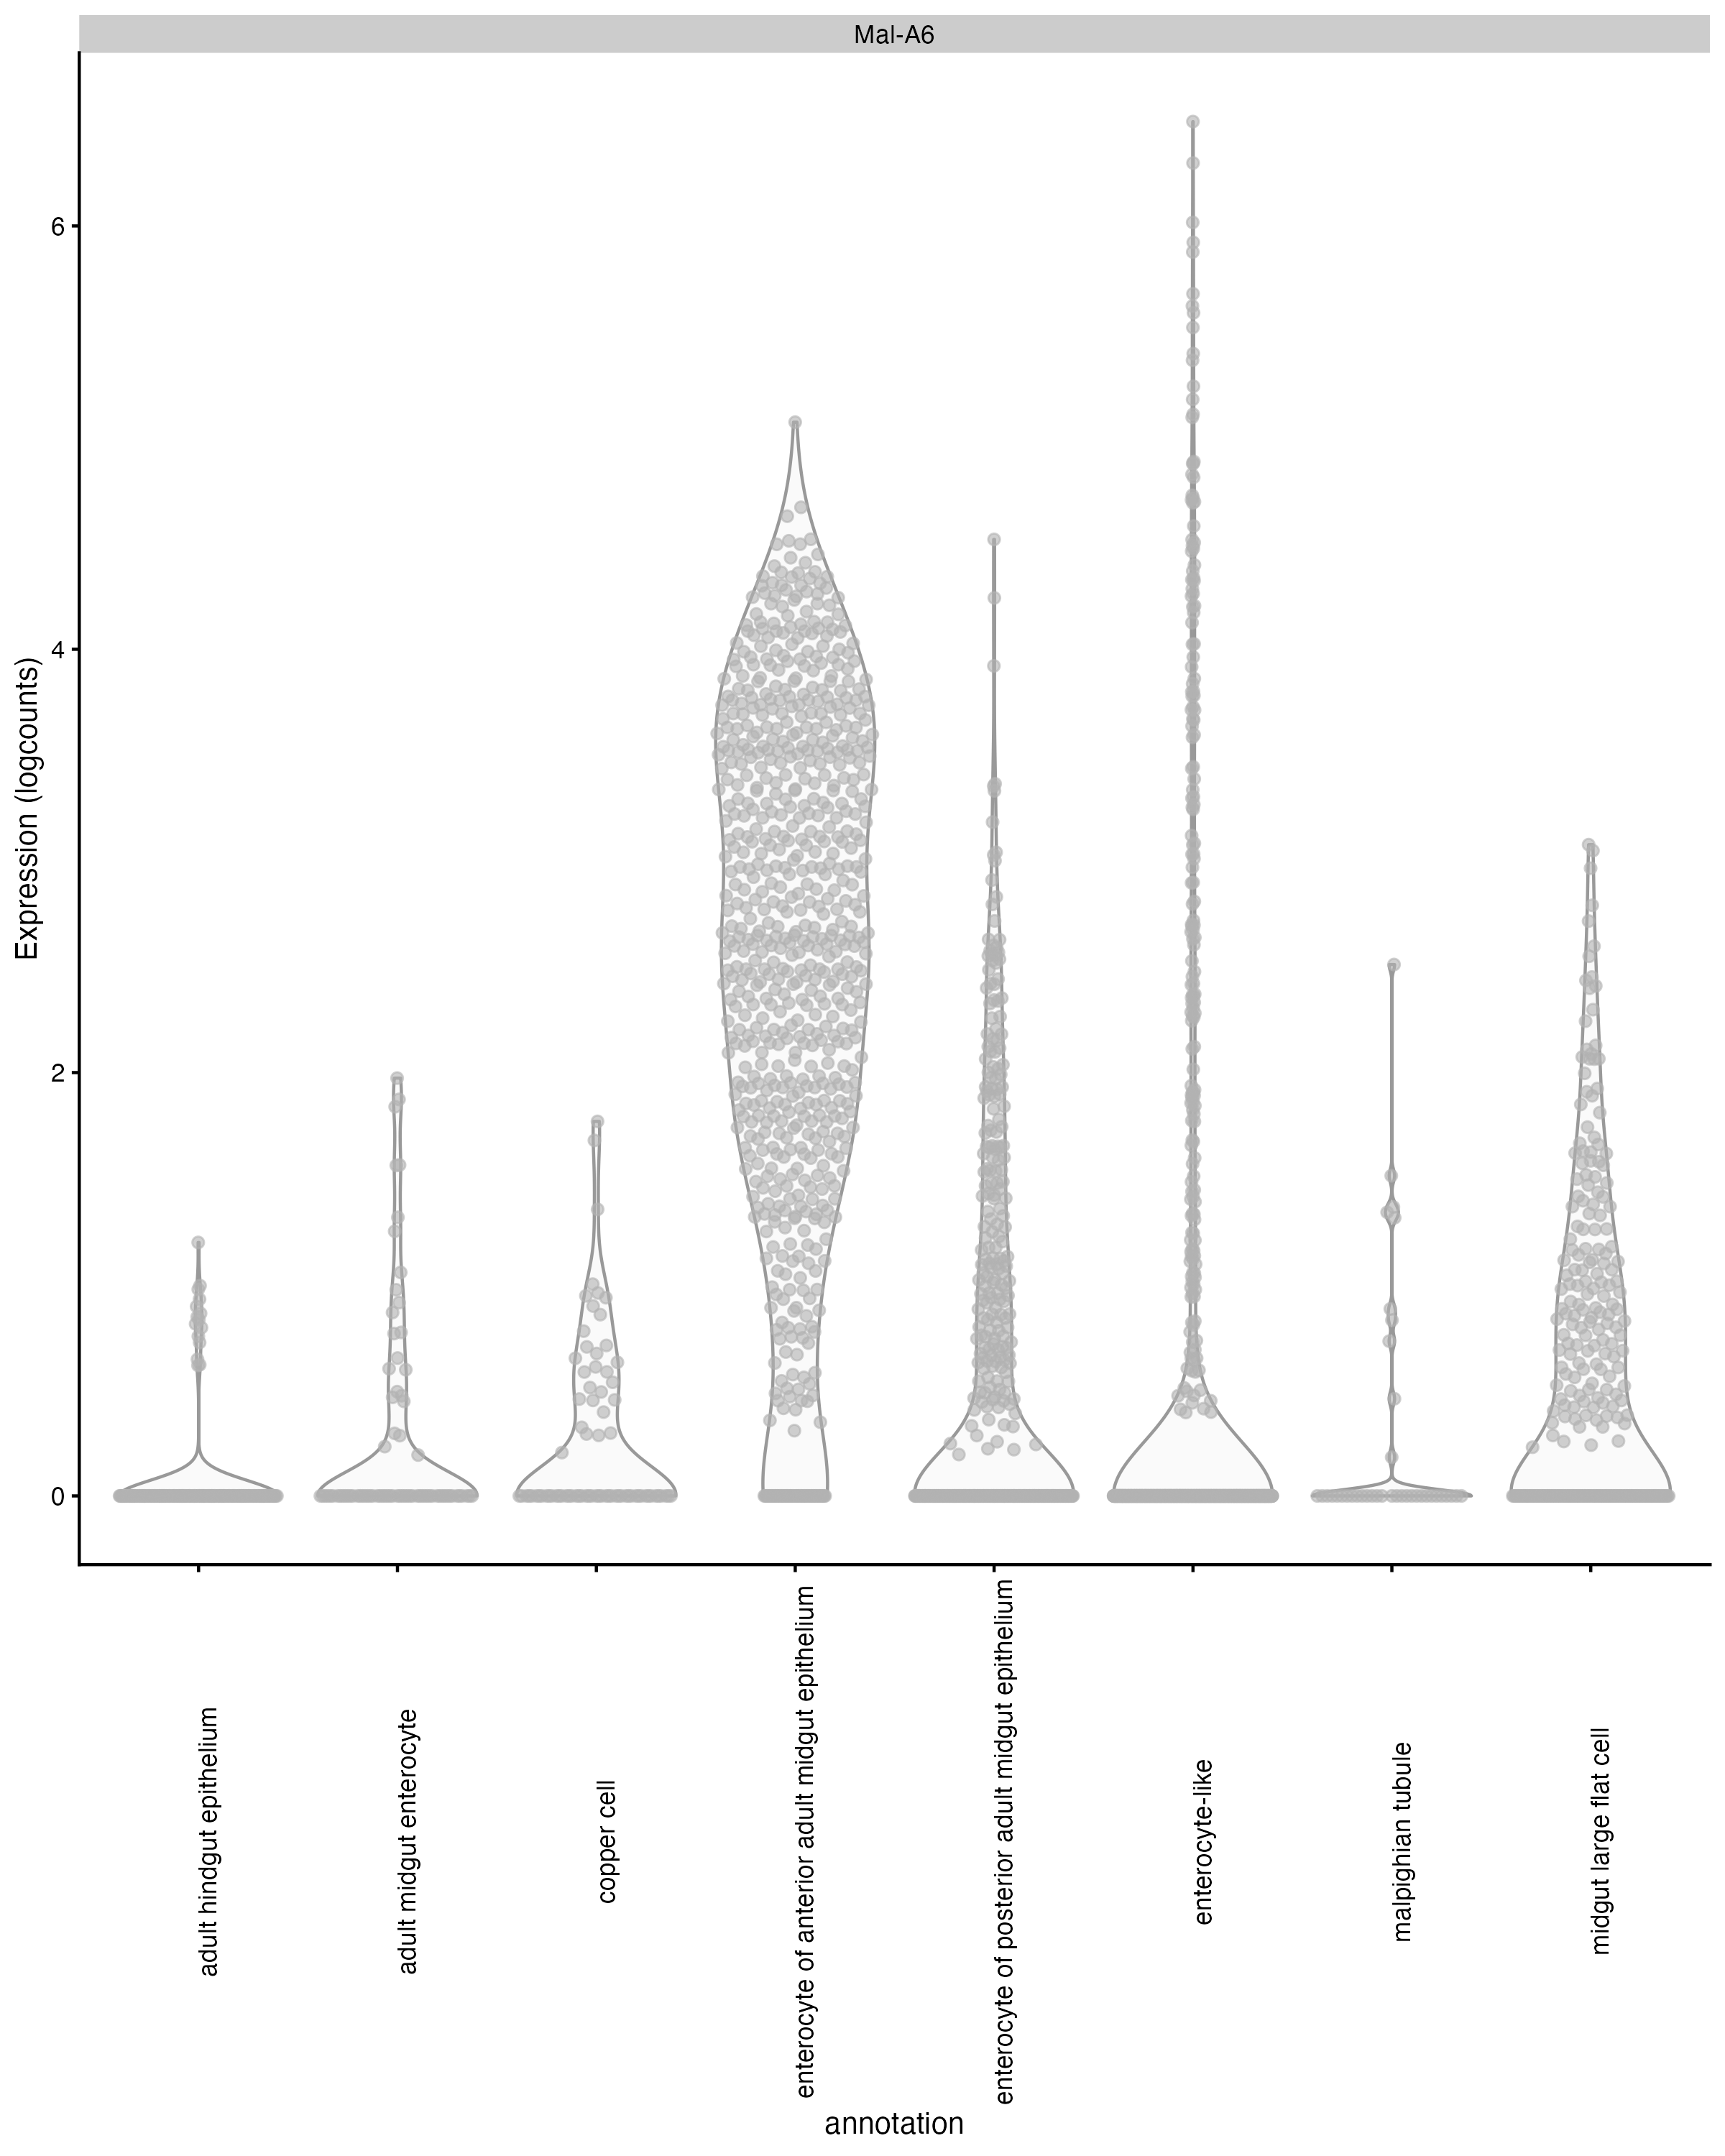 Mal-A6
Expression (logcounts)
6
4
2
0
adult hindgut epithelium
adult midgut enterocyte
copper cell
enterocyte of anterior adult midgut epithelium
enterocyte of posterior adult midgut epithelium
enterocyte-like
malpighian tubule
midgut large flat cell
annotation